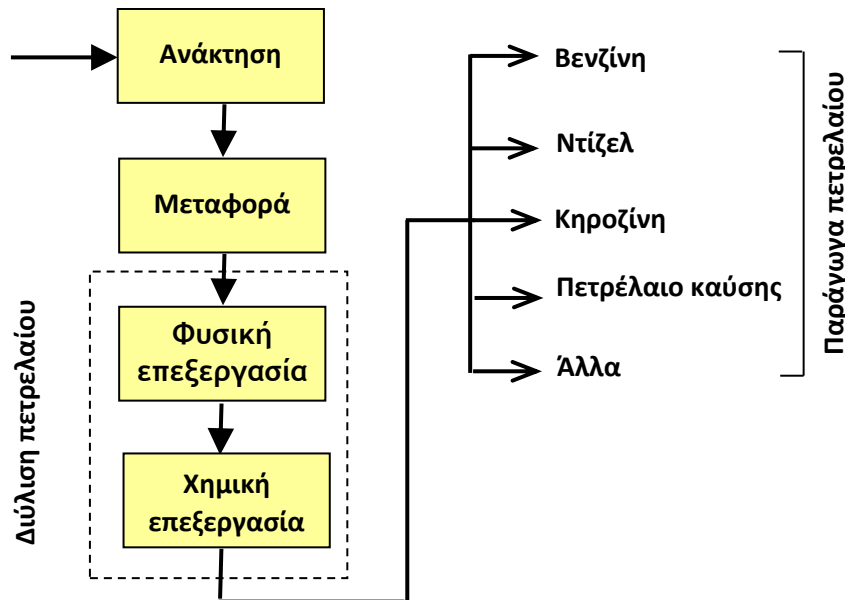 Ανάκτηση
Μεταφορά
Φυσική
επεξεργασία
Χημική
επεξεργασία
Διύλιση πετρελαίου
Βενζίνη
Ντίζελ
Κηροζίνη
Πετρέλαιο καύσης
Άλλα
Παράγωγα πετρελαίου